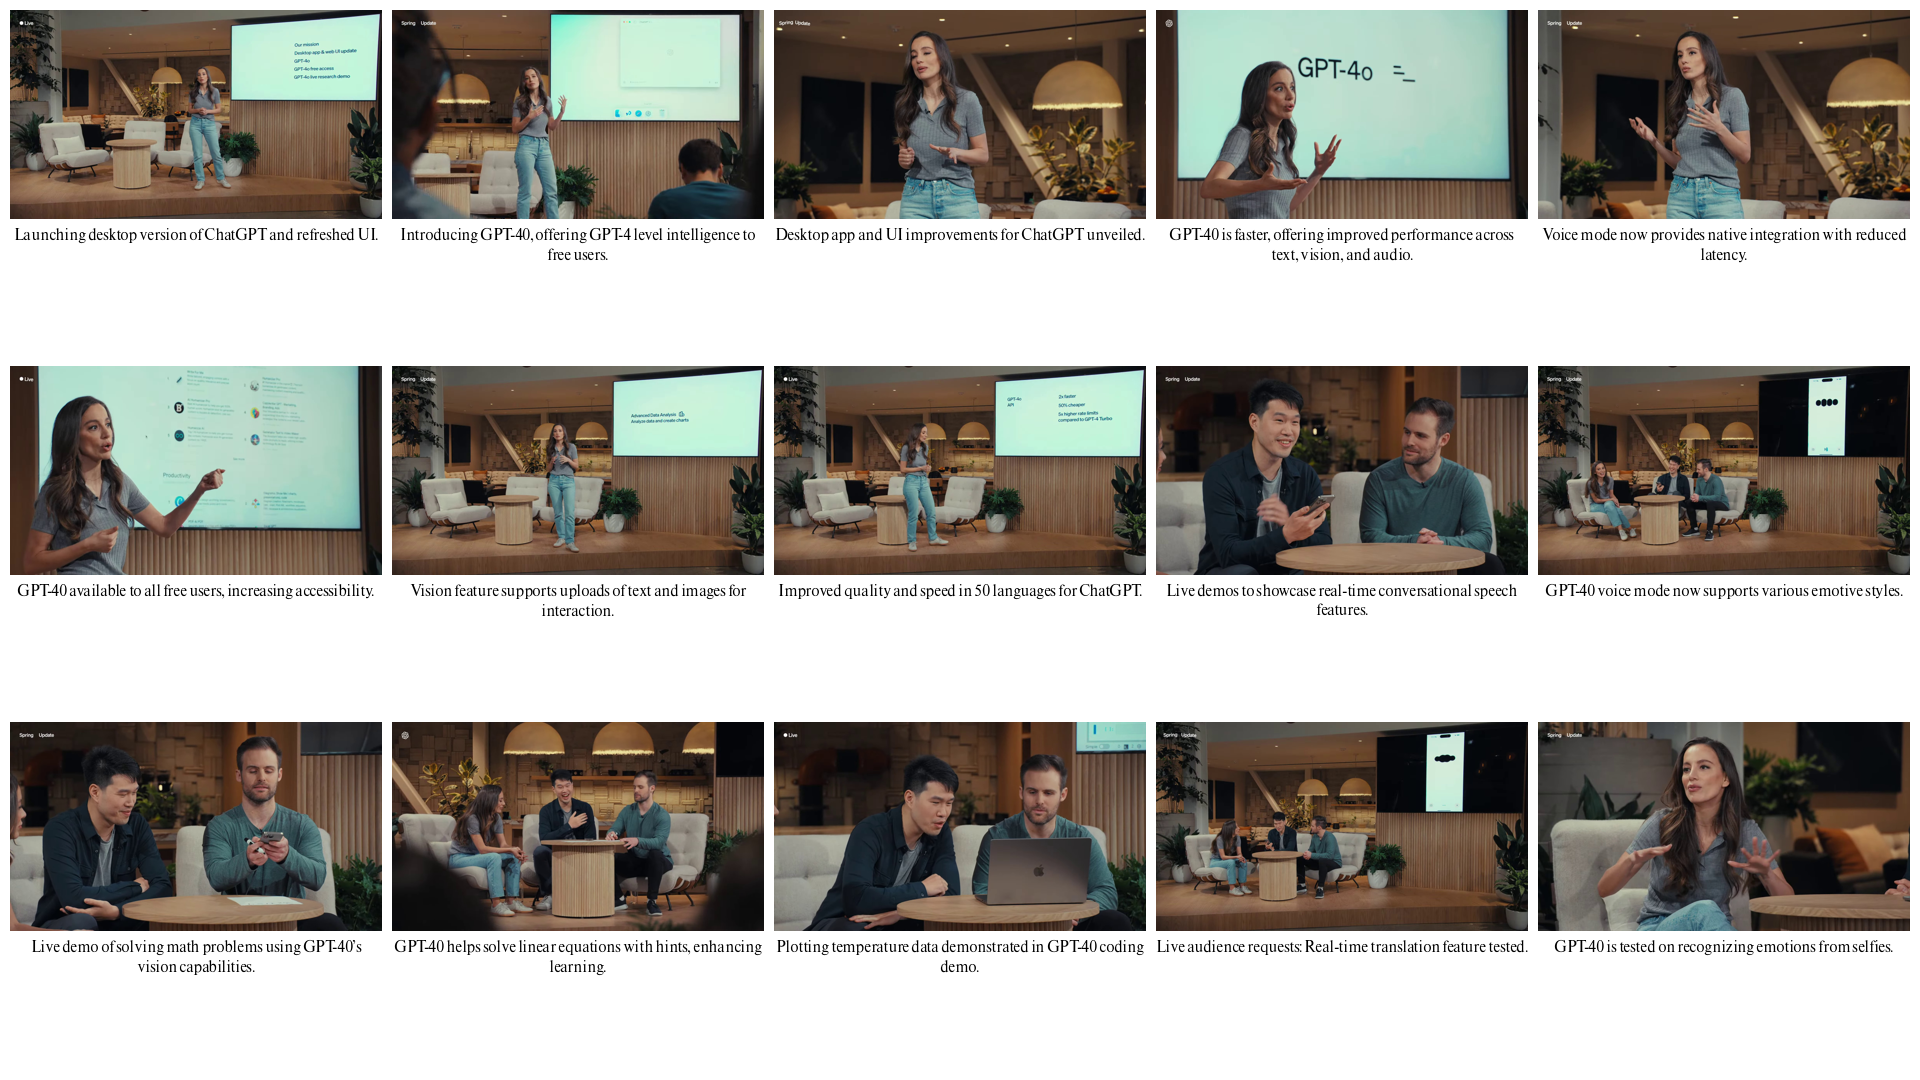 Live
Our mission
Desktop app & web UI update
GPT-4o
GPT-4o free access
GPT-4o live research demo
Launching desktop version of ChatGPT and refreshed UI.
Spring Update
Introducing GPT-40, offering GPT-4 level intelligence to
free users.
Spring Update
Desktop app and UI improvements for ChatGPT unveiled.
GPT-4o =_
GPT-40 is faster, offering improved performance across
text, vision, and audio.
Spring Update
Voice mode now provides native integration with reduced
latency.
Live
Productivity
GPT-40 available to all free users, increasing accessibility.
Spring Update
Advanced Data Analysis
Analyze data and create charts
Vision feature supports uploads of text and images for
interaction.
Live
GPT-4o
API
2x faster
50% cheaper
5x higher rate limits
compared to GPT-4 Turbo
Improved quality and speed in 50 languages for ChatGPT.
Spring Update
Live demos to showcase real-time conversational speech
features.
Spring Update
GPT-40 voice mode now supports various emotive styles.
Spring Update
Live demo of solving math problems using GPT-40's
vision capabilities.
GPT-40 helps solve linear equations with hints, enhancing
learning.
Live
Plotting temperature data demonstrated in GPT-40 coding
demo.
Spring Update
Live audience requests: Real-time translation feature tested.
Spring Update
GPT-40 is tested on recognizing emotions from selfies.